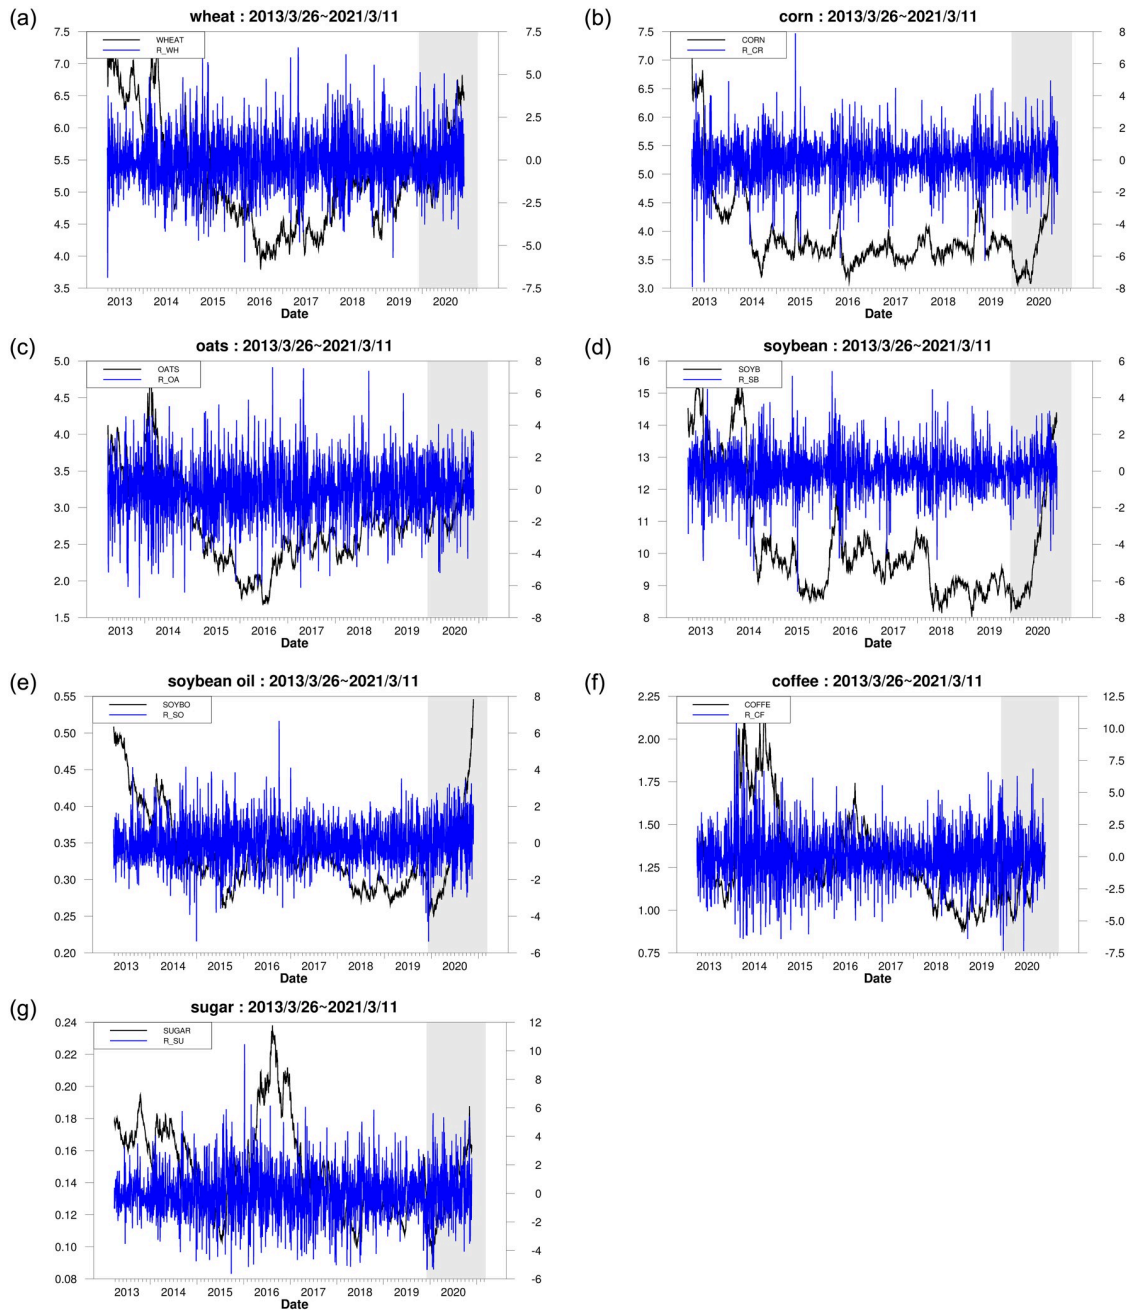 (a)
wheat : 2013/3/26~2021/3/11
WHEAT
R_WH
7.5
7.0
6.5
6.0
5.5
5.0
4.5
4.0
3.5
7.5
5.0
2.5
0.0
-2.5
-5.0
-7.5
2013 2014 2015 2016 2017 2018 2019 2020
Date
(b)
corn : 2013/3/26~2021/3/11
CORN
R_CR
7.5
7.0
6.5
6.0
5.5
5.0
4.5
4.0
3.5
3.0
8
6
4
2
0
-2
-4
-6
-8
2013 2014 2015 2016 2017 2018 2019 2020
Date
(c)
oats : 2013/3/26~2021/3/11
OATS
R_OA
5.0
4.5
4.0
3.5
3.0
2.5
2.0
1.5
8
6
4
2
0
-2
-4
-6
-8
2013 2014 2015 2016 2017 2018 2019 2020
Date
(d)
soybean : 2013/3/26~2021/3/11
SOYB
R_SB
16
15
14
13
12
11
10
9
8
6
4
2
0
-2
-4
-6
-8
2013 2014 2015 2016 2017 2018 2019 2020
Date
(e)
soybean oil : 2013/3/26~2021/3/11
SOYBO
R_SO
0.55
0.50
0.45
0.40
0.35
0.30
0.25
0.20
8
6
4
2
0
-2
-4
-6
2013 2014 2015 2016 2017 2018 2019 2020
Date
(f)
coffee : 2013/3/26~2021/3/11
COFFE
R_CF
2.25
2.00
1.75
1.50
1.25
1.00
0.75
12.5
10.0
7.5
5.0
2.5
0.0
-2.5
-5.0
-7.5
2013 2014 2015 2016 2017 2018 2019 2020
Date
(g)
sugar : 2013/3/26~2021/3/11
SUGAR
R_SU
0.24
0.22
0.20
0.18
0.16
0.14
0.12
0.10
0.08
12
10
8
6
4
2
0
-2
-4
-6
2013 2014 2015 2016 2017 2018 2019 2020
Date